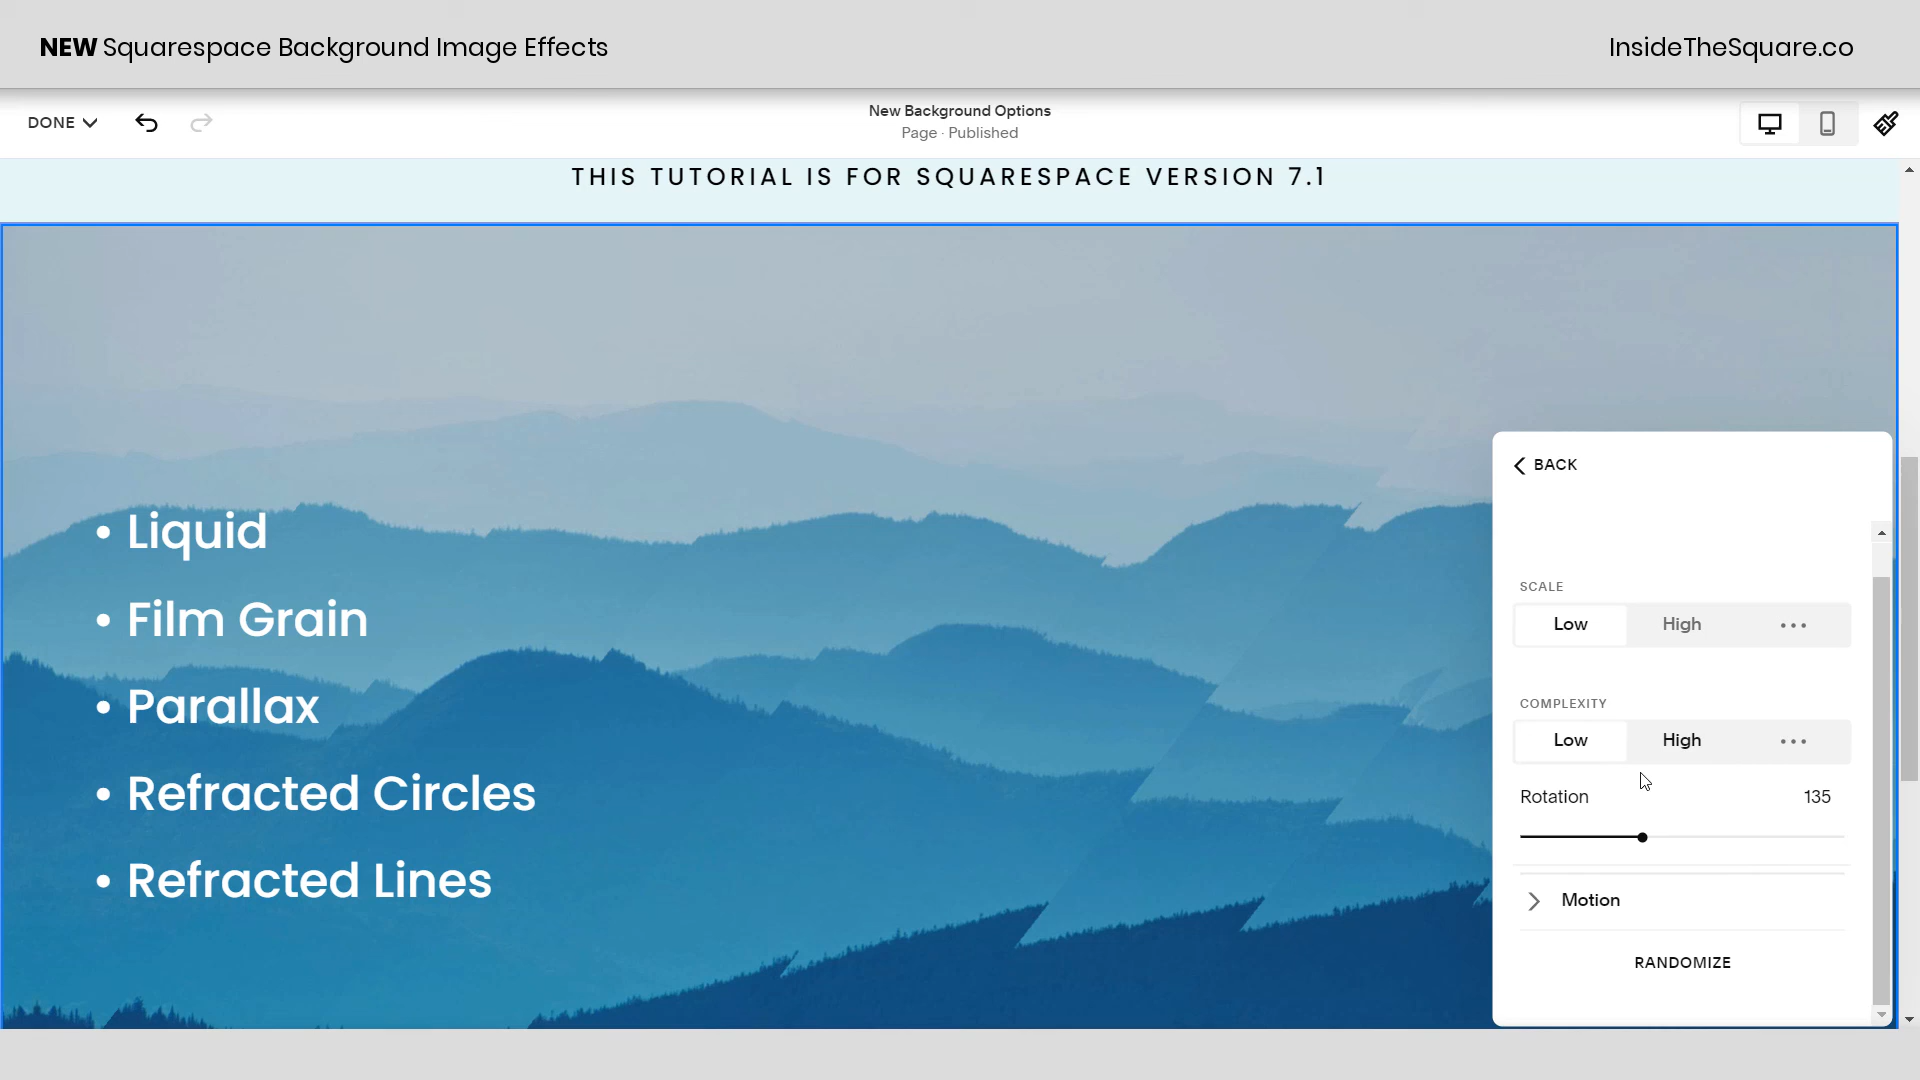 NEW Squarespace Background Image Effects
InsideTheSquare.co
DONE
New Background Options
Page · Published
THIS TUTORIAL IS FOR SQUARESPACE VERSION 7.1
• Liquid
• Film Grain
• Parallax
• Refracted Circles
• Refracted Lines
BACK
SCALE
Low High ...
COMPLEXITY
Low High ...
Rotation 135
Motion
RANDOMIZE